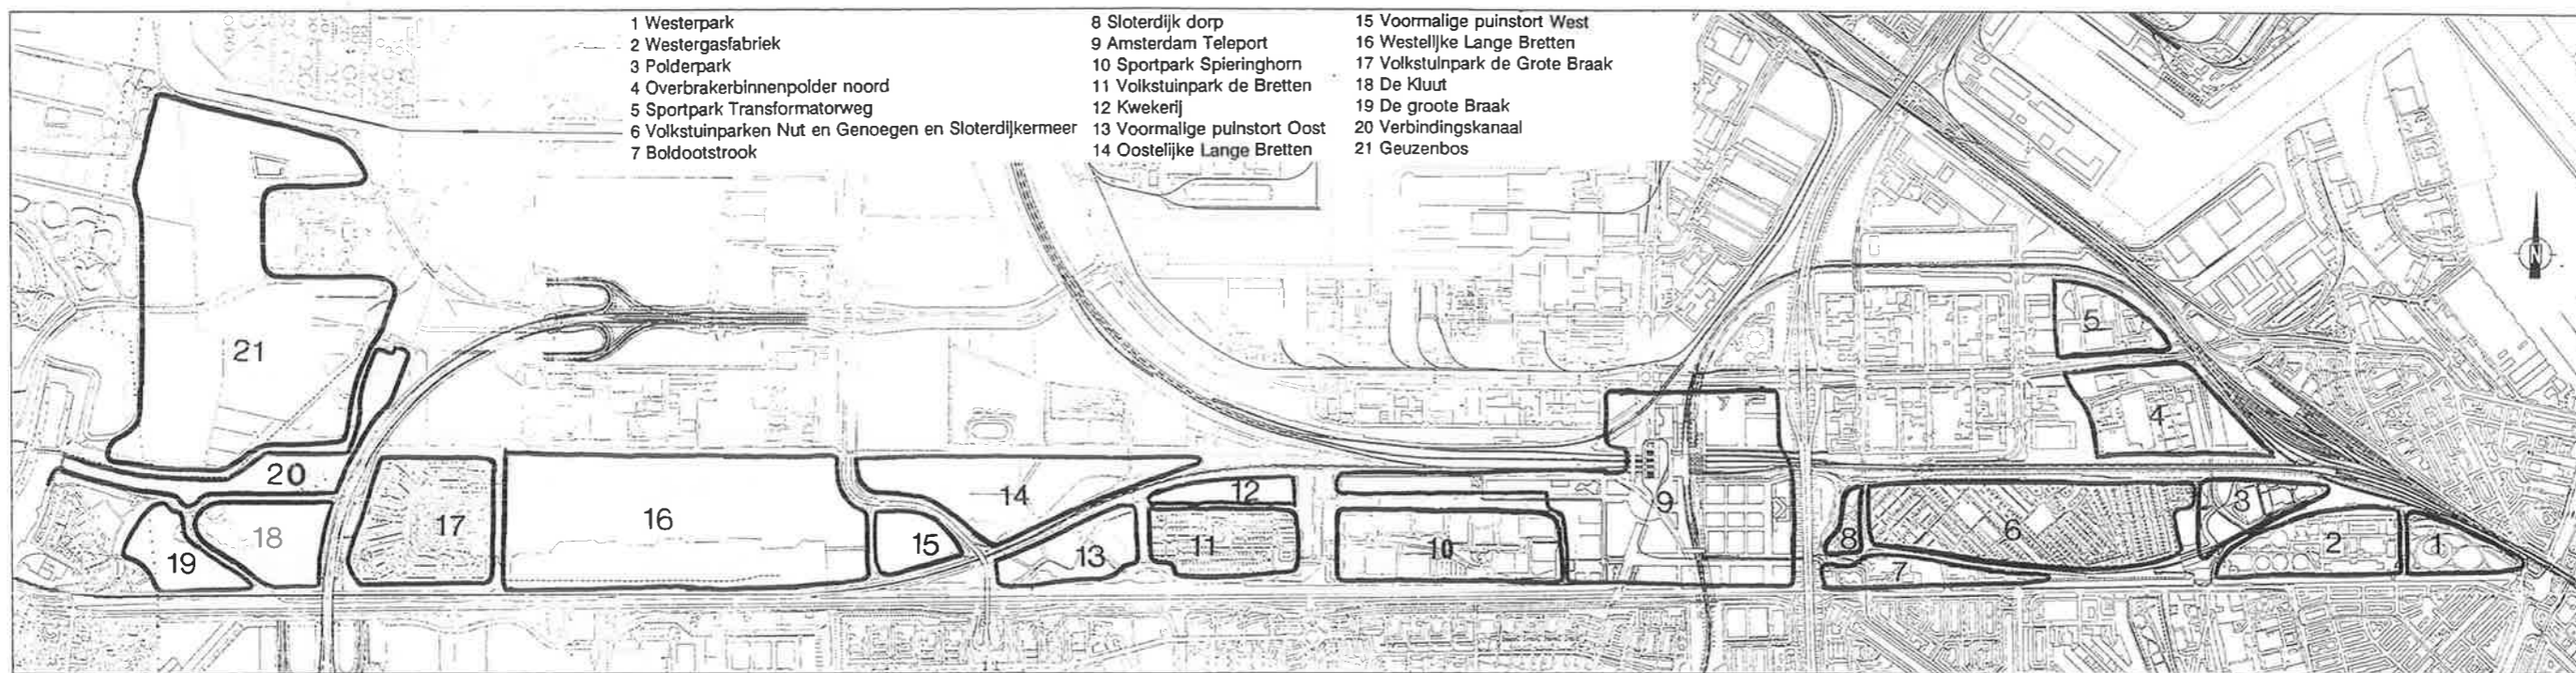 1 Westerpark
2 Westergasfabriek
3 Polderpark
4 Overbrakerbinnenpolder noord
5 Sportpark Transformatorweg
6 Volkstuinparken Nut en Genoegen en Sloterdijkermeer
7 Boldootstrook
8 Sloterdijk dorp
9 Amsterdam Teleport
10 Sportpark Spieringhorn
11 Volkstuinpark de Bretten
12 Kwekerij
13 Voormalige puinstort Oost
14 Oostelijke Lange Bretten
15 Voormalige puinstort West
16 Westelijke Lange Bretten
17 Volkstuinpark de Grote Braak
18 De Kluut
19 De groote Braak
20 Verbindingskanaal
21 Geuzenbos
N
21
5
4
20
14
12
9
3
18
17
16
15
13
11
10
8
6
2
1
19
7